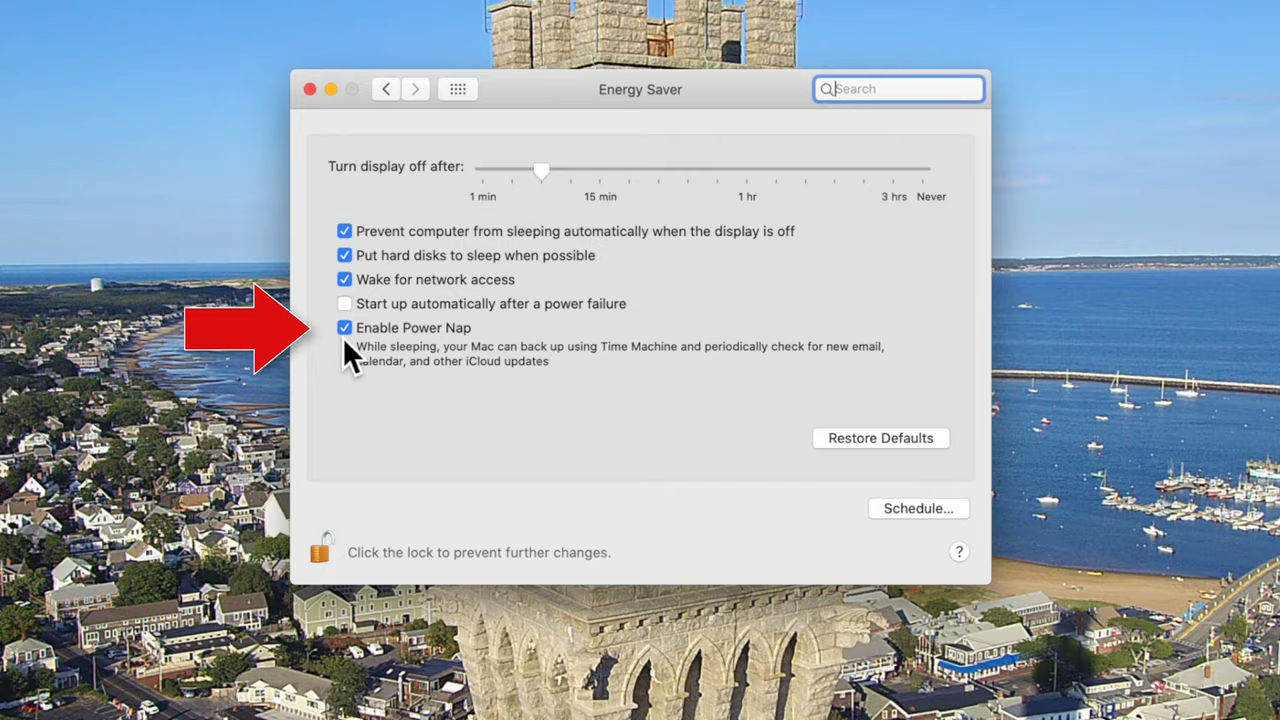 Energy Saver
Search
Turn display off after:
1 min 15 min 1 hr 3 hrs Never
Prevent computer from sleeping automatically when the display is off
Put hard disks to sleep when possible
Wake for network access
Start up automatically after a power failure
Enable Power Nap
While sleeping, your Mac can back up using Time Machine and periodically check for new email,
calendar, and other iCloud updates
Restore Defaults
Schedule...
Click the lock to prevent further changes.
?